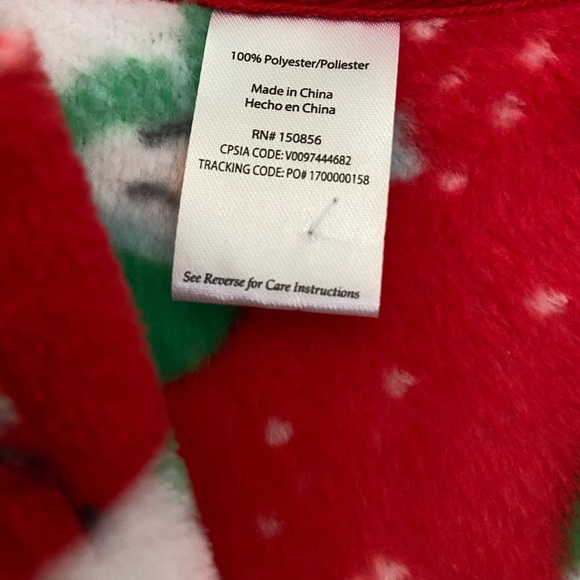 100% Polyester/Poliester
Made in China
Hecho en China
RN# 150856
CPSIA CODE: V0097444682
TRACKING CODE: PO# 1700000158
See Reverse for Care Instructions